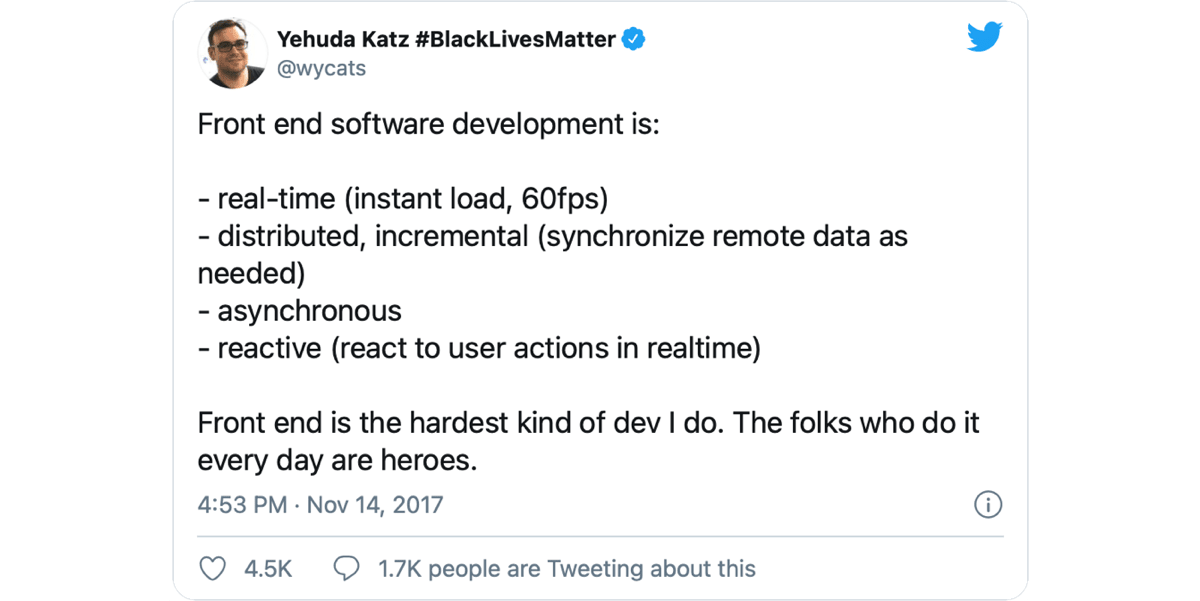 Yehuda Katz #BlackLivesMatter
@wycats
Front end software development is:
- real-time (instant load, 60fps)
- distributed, incremental (synchronize remote data as
needed)
- asynchronous
- reactive (react to user actions in realtime)
Front end is the hardest kind of dev I do. The folks who do it
every day are heroes.
4:53 PM · Nov 14, 2017
4.5K 1.7K people are Tweeting about this